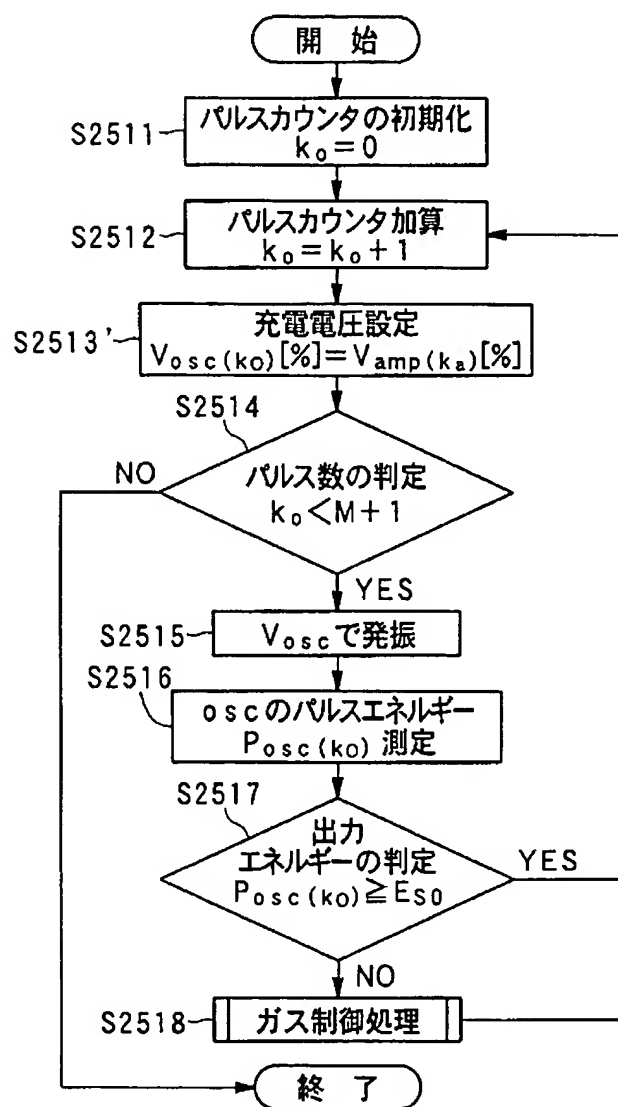 開 始
S2511
パルスカウンタの初期化
k₀=0
S2512
パルスカウンタ加算
k₀=k₀+1
S2513'
充電電圧設定
Vosc(k0)[%]=Vamp(ka)[%]
S2514
NO
パルス数の判定
k₀<M+1
YES
S2515
Voscで発振
S2516
oscのパルスエネルギー
Posc(k0) 測定
S2517
出力
エネルギーの判定
Posc(k0)≧ES0
YES
NO
S2518
ガス制御処理
終 了